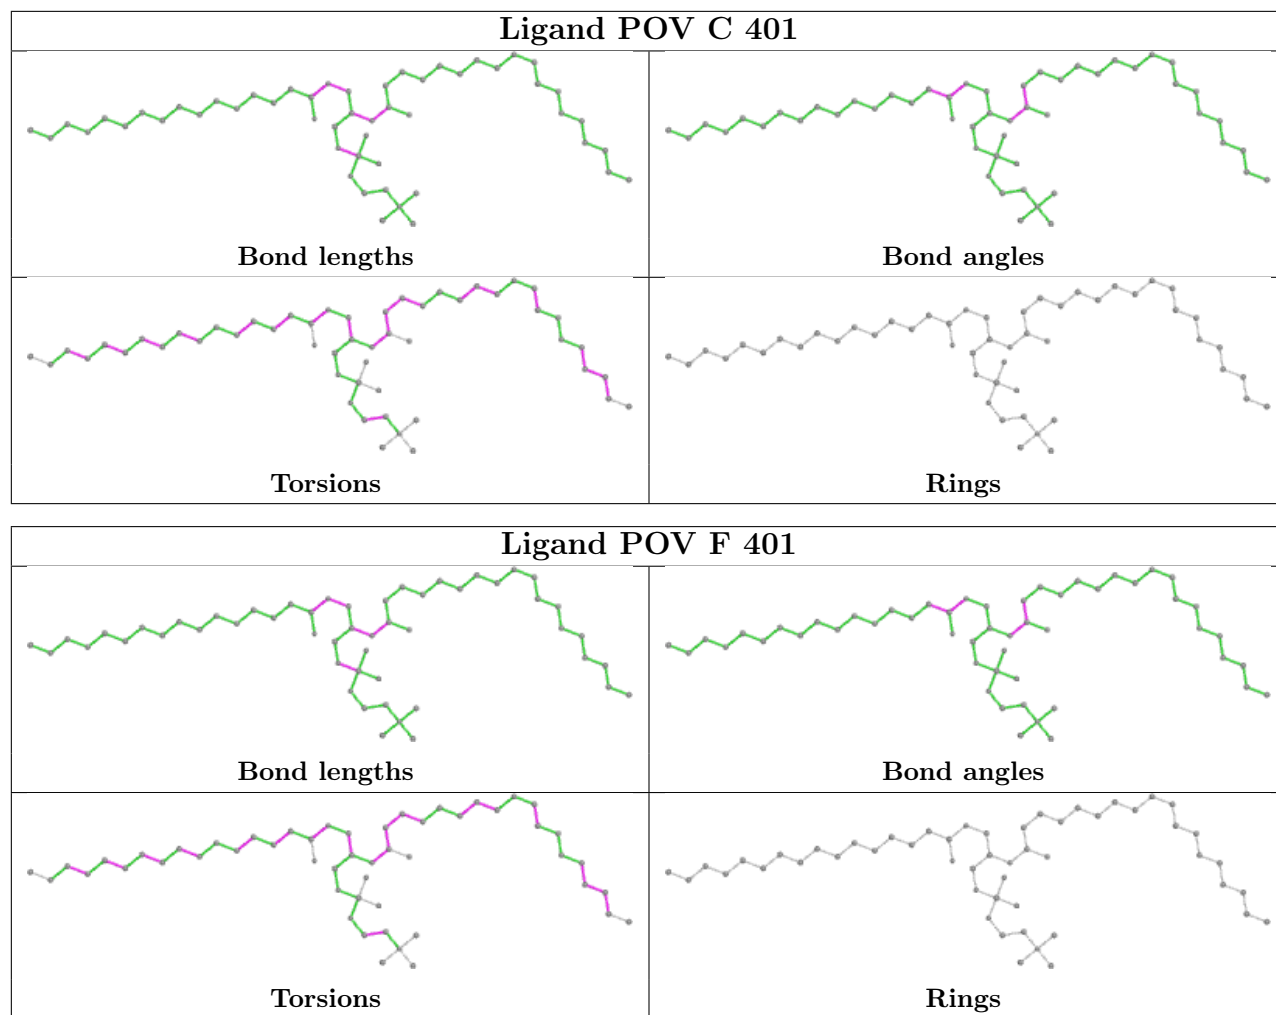 Ligand POV C 401
Bond lengths
Bond angles
Torsions
Rings
Ligand POV F 401
Bond lengths
Bond angles
Torsions
Rings